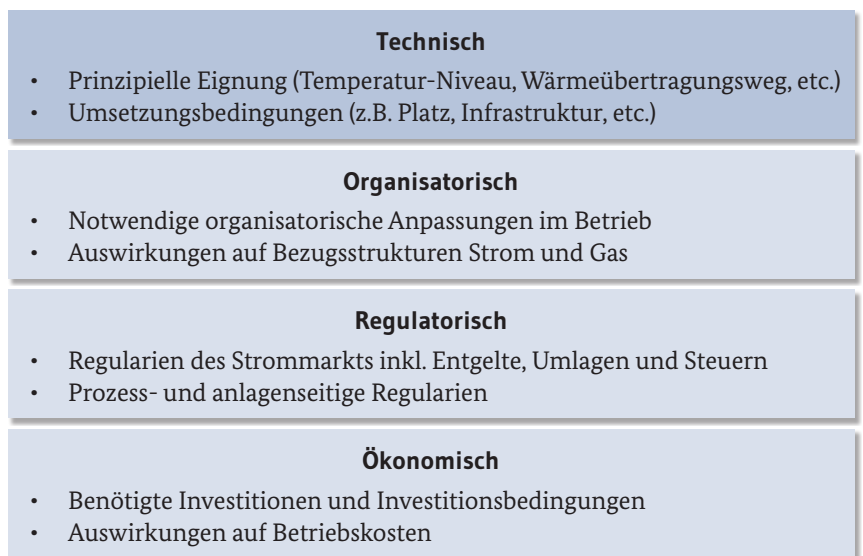 Technisch
• Prinzipielle Eignung (Temperatur-Niveau, Wärmeübertragungsweg, etc.)
• Umsetzungsbedingungen (z.B. Platz, Infrastruktur, etc.)
Organisatorisch
• Notwendige organisatorische Anpassungen im Betrieb
• Auswirkungen auf Bezugsstrukturen Strom und Gas
Regulatorisch
• Regularien des Strommarkts inkl. Entgelte, Umlagen und Steuern
• Prozess- und anlagenseitige Regularien
Ökonomisch
• Benötigte Investitionen und Investitionsbedingungen
• Auswirkungen auf Betriebskosten